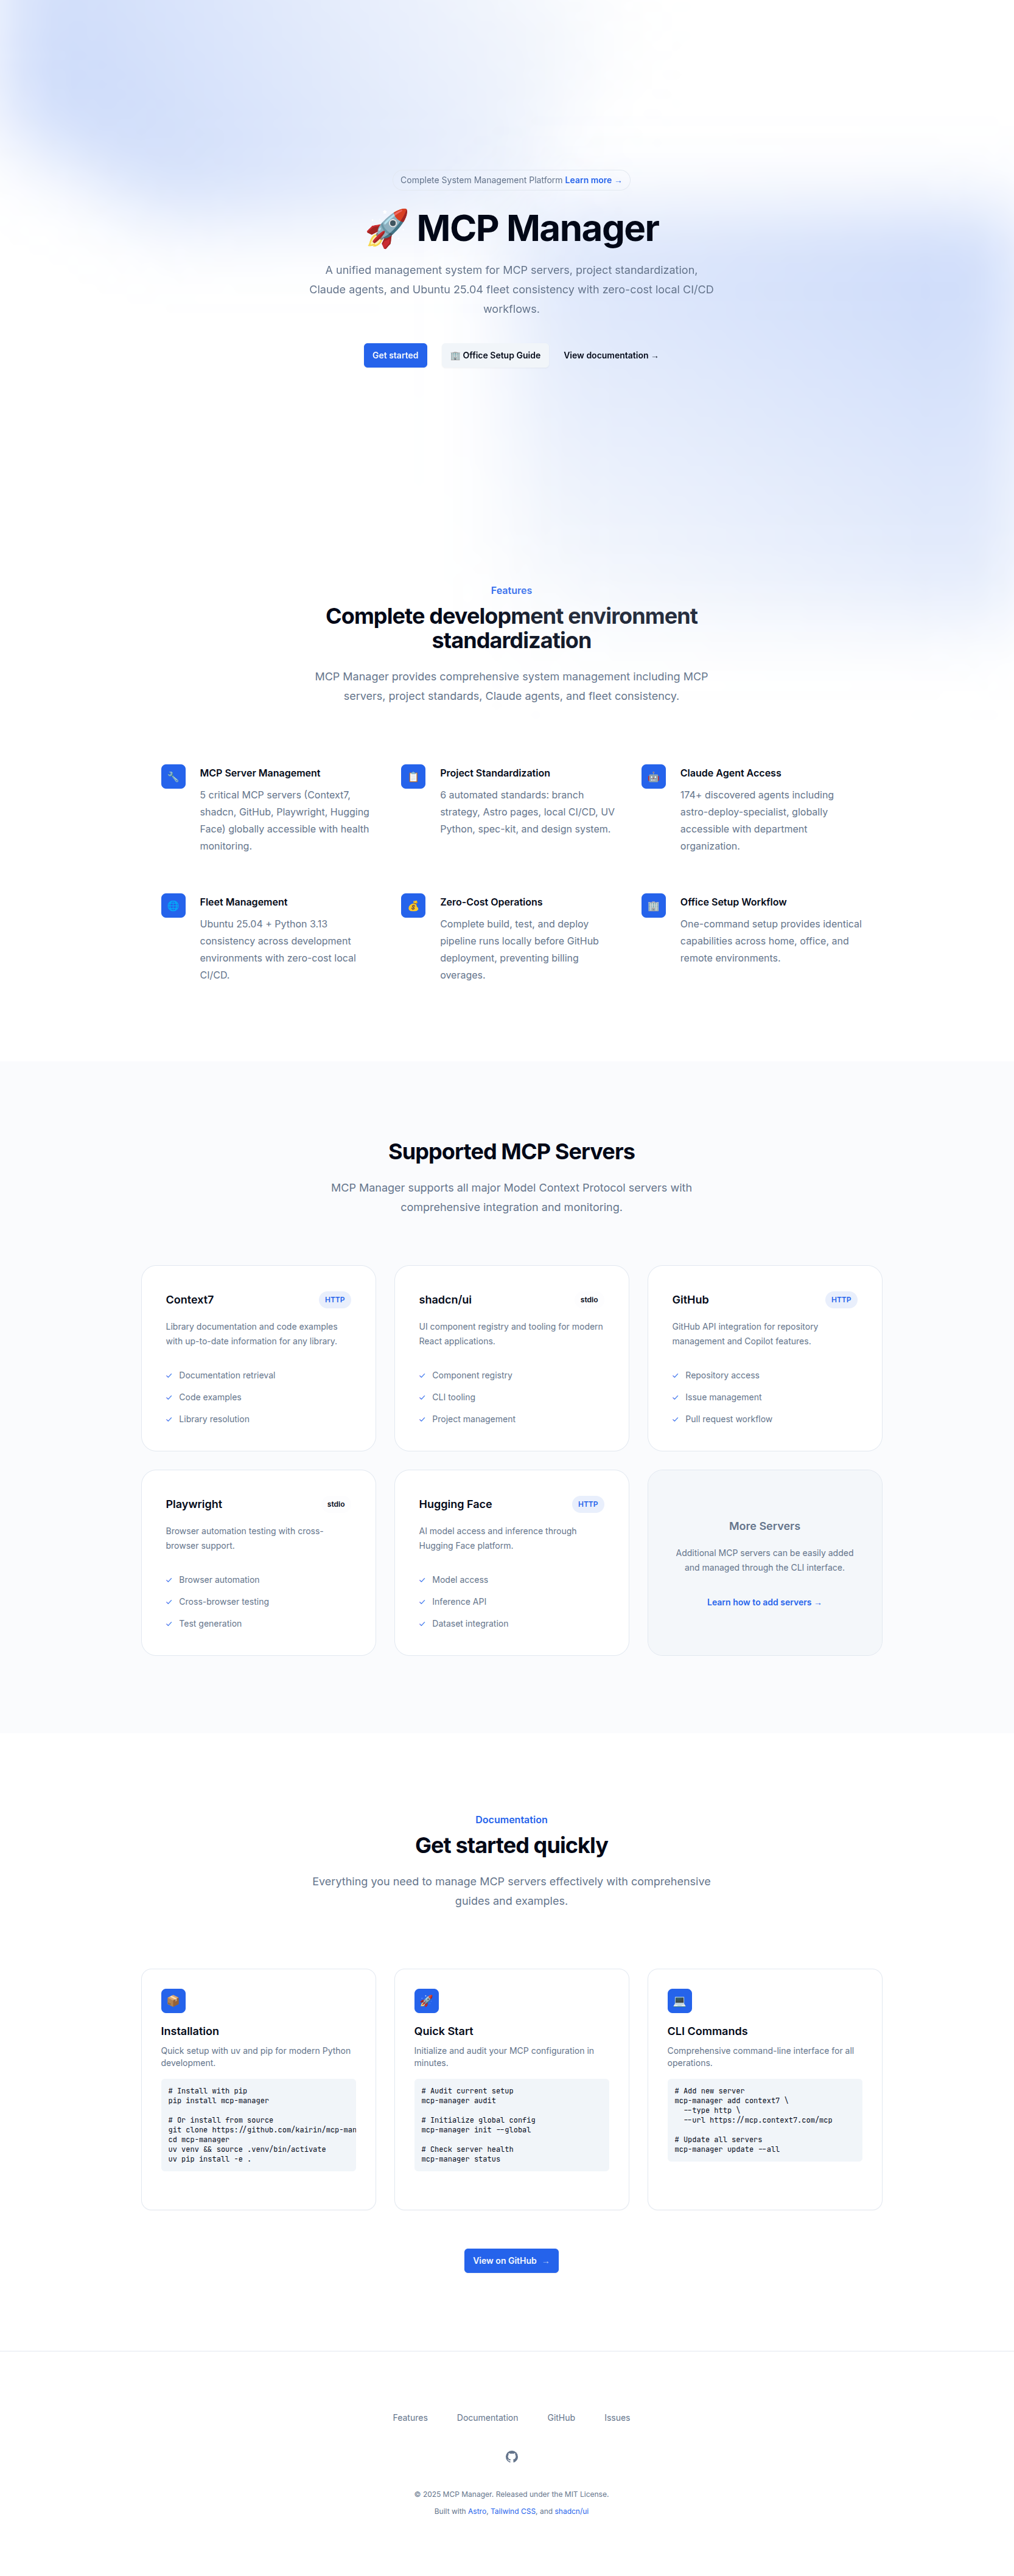 Complete System Management Platform Learn more →
🚀 MCP Manager
A unified management system for MCP servers, project standardization,
Claude agents, and Ubuntu 25.04 fleet consistency with zero-cost local CI/CD
workflows.
Get started
🏢 Office Setup Guide
View documentation →
Features
Complete development environment
standardization
MCP Manager provides comprehensive system management including MCP
servers, project standards, Claude agents, and fleet consistency.
MCP Server Management
5 critical MCP servers (Context7,
shadcn, GitHub, Playwright, Hugging
Face) globally accessible with health
monitoring.
Project Standardization
6 automated standards: branch
strategy, Astro pages, local CI/CD, UV
Python, spec-kit, and design system.
Claude Agent Access
174+ discovered agents including
astro-deploy-specialist, globally
accessible with department
organization.
Fleet Management
Ubuntu 25.04 + Python 3.13
consistency across development
environments with zero-cost local
CI/CD.
Zero-Cost Operations
Complete build, test, and deploy
pipeline runs locally before GitHub
deployment, preventing billing
overages.
Office Setup Workflow
One-command setup provides identical
capabilities across home, office, and
remote environments.
Supported MCP Servers
MCP Manager supports all major Model Context Protocol servers with
comprehensive integration and monitoring.
Context7
HTTP
Library documentation and code examples
with up-to-date information for any library.
✓ Documentation retrieval
✓ Code examples
✓ Library resolution
shadcn/ui
stdio
UI component registry and tooling for modern
React applications.
✓ Component registry
✓ CLI tooling
✓ Project management
GitHub
HTTP
GitHub API integration for repository
management and Copilot features.
✓ Repository access
✓ Issue management
✓ Pull request workflow
Playwright
stdio
Browser automation testing with cross-
browser support.
✓ Browser automation
✓ Cross-browser testing
✓ Test generation
Hugging Face
HTTP
AI model access and inference through
Hugging Face platform.
✓ Model access
✓ Inference API
✓ Dataset integration
More Servers
Additional MCP servers can be easily added
and managed through the CLI interface.
Learn how to add servers →
Documentation
Get started quickly
Everything you need to manage MCP servers effectively with comprehensive
guides and examples.
Installation
Quick setup with uv and pip for modern Python
development.
# Install with pip
pip install mcp-manager
# Or install from source
git clone https://github.com/kairin/mcp-man
cd mcp-manager
uv venv && source .venv/bin/activate
uv pip install -e .
Quick Start
Initialize and audit your MCP configuration in
minutes.
# Audit current setup
mcp-manager audit
# Initialize global config
mcp-manager init --global
# Check server health
mcp-manager status
CLI Commands
Comprehensive command-line interface for all
operations.
# Add new server
mcp-manager add context7 \
--type http \
--url https://mcp.context7.com/mcp
# Update all servers
mcp-manager update --all
View on GitHub →
Features
Documentation
GitHub
Issues
© 2025 MCP Manager. Released under the MIT License.
Built with Astro, Tailwind CSS, and shadcn/ui